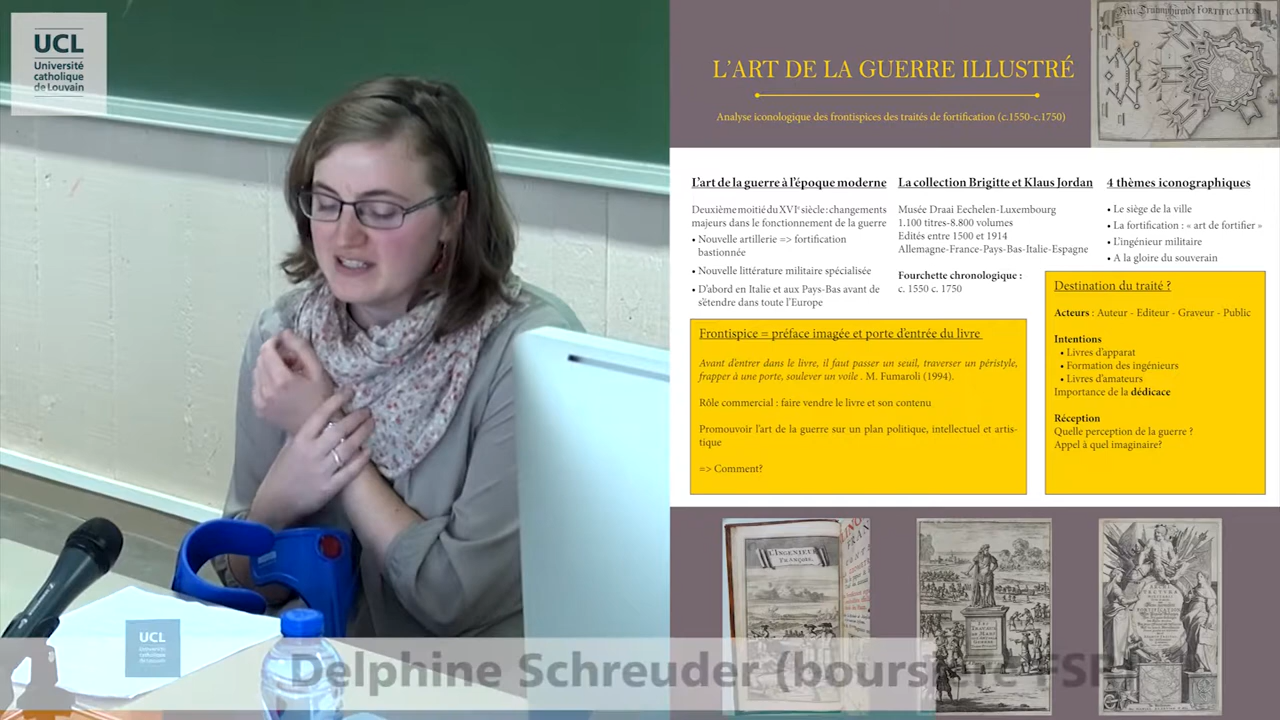 UCL
Université
catholique
de Louvain
L'ART DE LA GUERRE ILLUSTRÉ
Analyse iconologique des frontispices des traités de fortification (c.1550-c.1750)
FORTIFICATION
L'art de la guerre à l'époque moderne
Deuxième moitié du XVIe siècle : changements
majeurs dans le fonctionnement de la guerre
• Nouvelle artillerie => fortification
bastionnée
• Nouvelle littérature militaire spécialisée
• D'abord en Italie et aux Pays-Bas avant de
s'étendre dans toute l'Europe
La collection Brigitte et Klaus Jordan
Musée Draai Eechelen-Luxembourg
1.100 titres-8.800 volumes
Edités entre 1500 et 1914
Allemagne-France-Pays-Bas-Italie-Espagne
Fourchette chronologique :
c. 1550 c. 1750
4 thèmes iconographiques
• Le siège de la ville
• La fortification : « art de fortifier »
• L'ingénieur militaire
• A la gloire du souverain
Frontispice = préface imagée et porte d'entrée du livre
Avant d'entrer dans le livre, il faut passer un seuil, traverser un péristyle,
frapper à une porte, soulever un voile . M. Fumaroli (1994).
Rôle commercial : faire vendre le livre et son contenu
Promouvoir l'art de la guerre sur un plan politique, intellectuel et artis-
tique
=> Comment?
Destination du traité ?
Acteurs : Auteur - Editeur - Graveur - Public
Intentions
• Livres d'apparat
• Formation des ingénieurs
• Livres d'amateurs
Importance de la dédicace
Réception
Quelle perception de la guerre ?
Appel à quel imaginaire?
L'INGENIEUR
FRANÇOIS.
LES
TRAVAUX
DE MARS
UCL
Université
catholique
de Louvain
Delphine Schreuder (boursière FSR